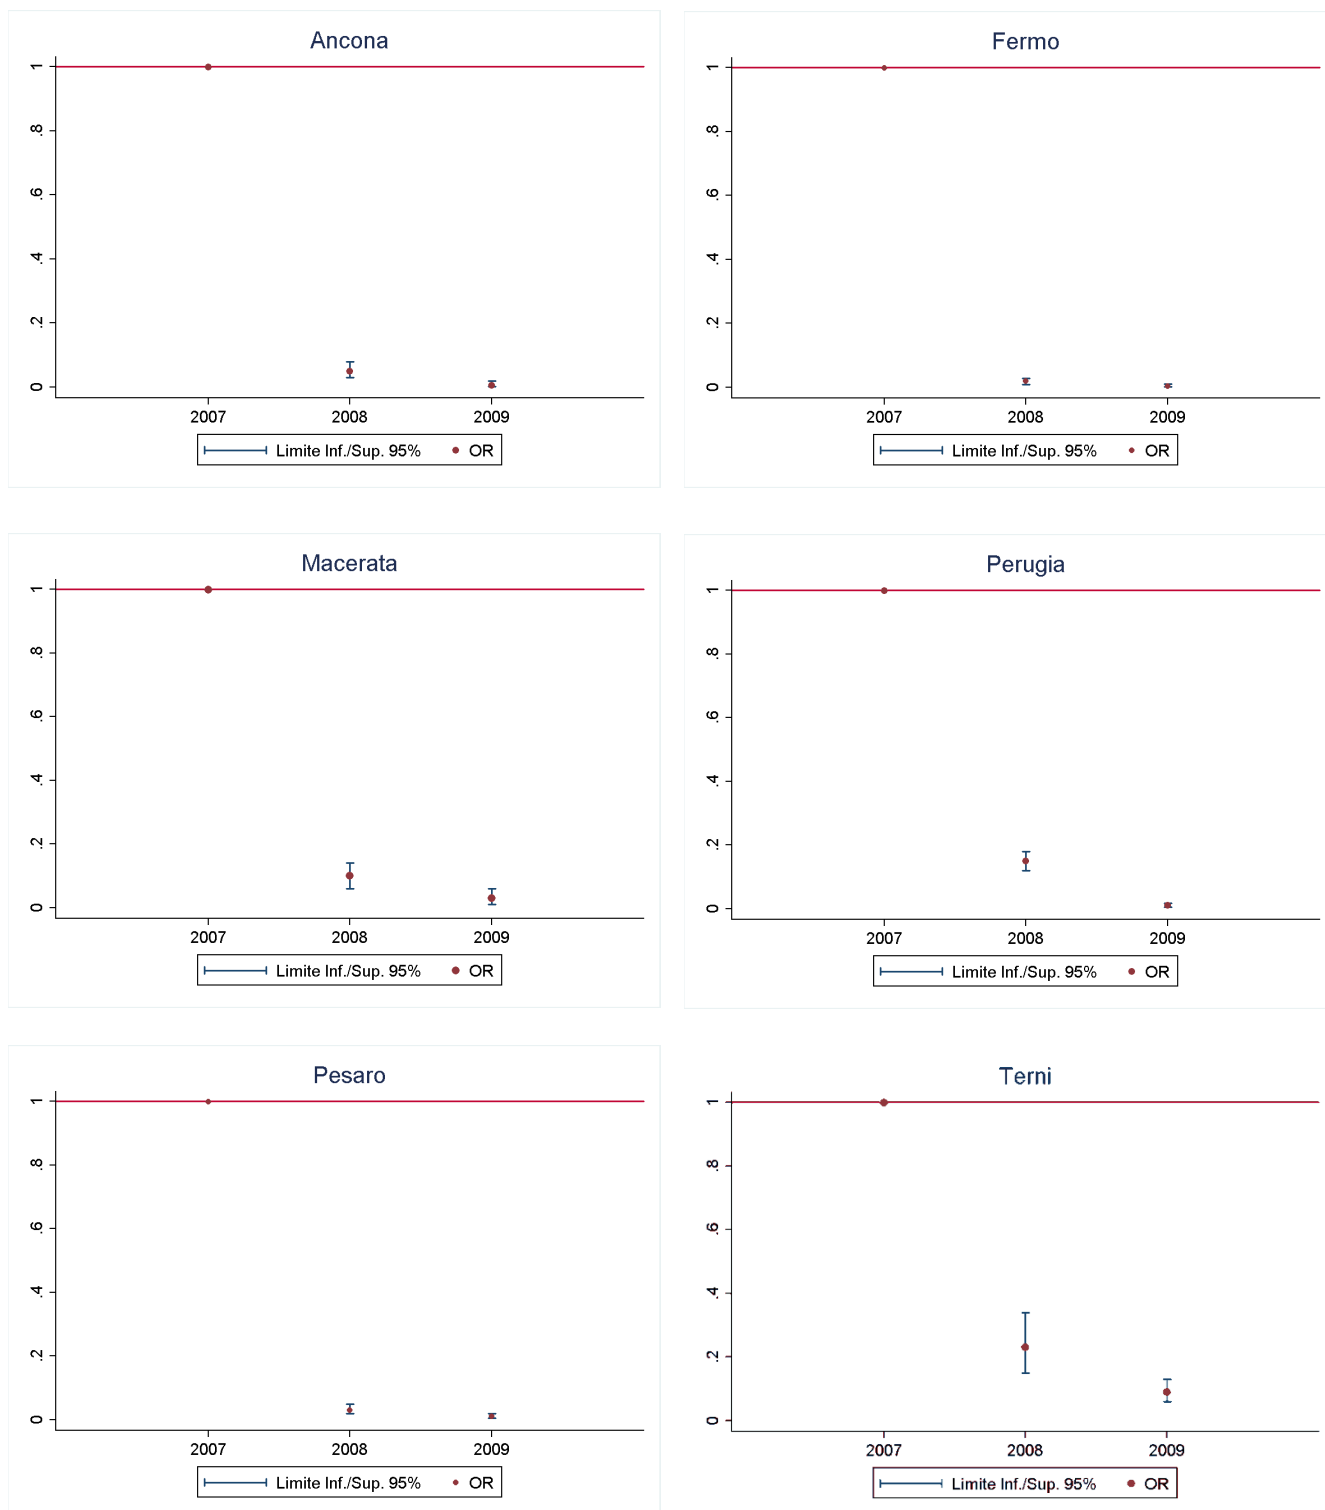 Ancona
1
.8
.6
.4
.2
0
2007 2008 2009
Limite Inf./Sup. 95% OR
Fermo
1
.8
.6
.4
.2
0
2007 2008 2009
Limite Inf./Sup. 95% OR
Macerata
1
.8
.6
.4
.2
0
2007 2008 2009
Limite Inf./Sup. 95% OR
Perugia
1
.8
.6
.4
.2
0
2007 2008 2009
Limite Inf./Sup. 95% OR
Pesaro
1
.8
.6
.4
.2
0
2007 2008 2009
Limite Inf./Sup. 95% OR
Terni
1
.8
.6
.4
.2
0
2007 2008 2009
Limite Inf./Sup. 95% OR